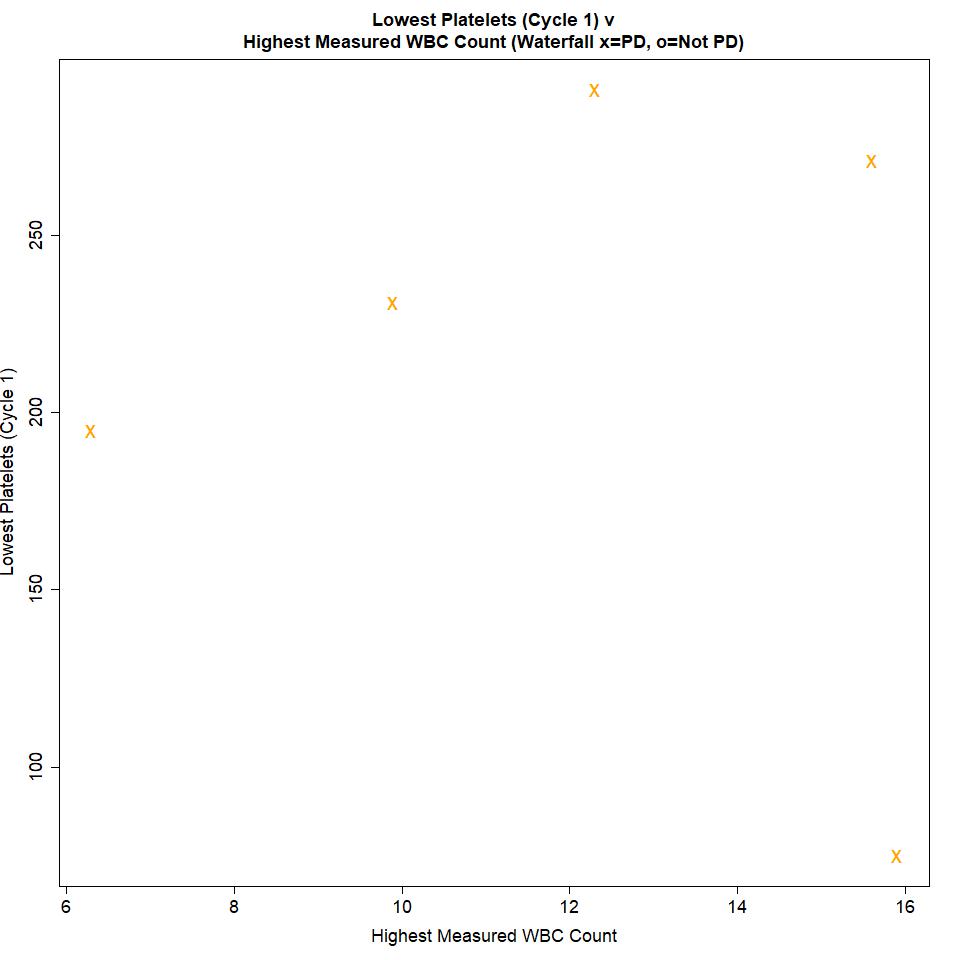 Lowest Platelets (Cycle 1) v
Highest Measured WBC Count (Waterfall x=PD, o=Not PD)
Lowest Platelets (Cycle 1)
250
200
150
100
X
X
X
X
X
6 8 10 12 14 16
Highest Measured WBC Count